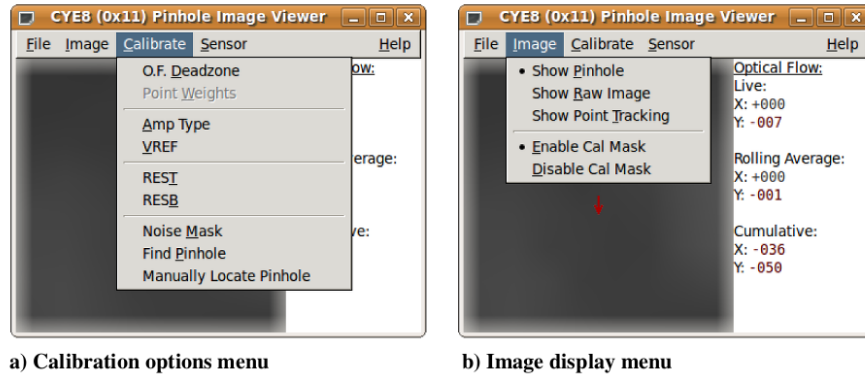 CYE8 (0x11) Pinhole Image Viewer
File Image Calibrate Sensor Help
O.F. Deadzone
Point Weights
Amp Type
VREF
REST
RESB
Noise Mask
Find Pinhole
Manually Locate Pinhole
ow:
erage:
ve:
a) Calibration options menu
CYE8 (0x11) Pinhole Image Viewer
File Image Calibrate Sensor Help
Show Pinhole
Show Raw Image
Show Point Tracking
Enable Cal Mask
Disable Cal Mask
Optical Flow:
Live:
X: +000
Y: -007
Rolling Average:
X: +000
Y: -001
Cumulative:
X: -036
Y: -050
b) Image display menu